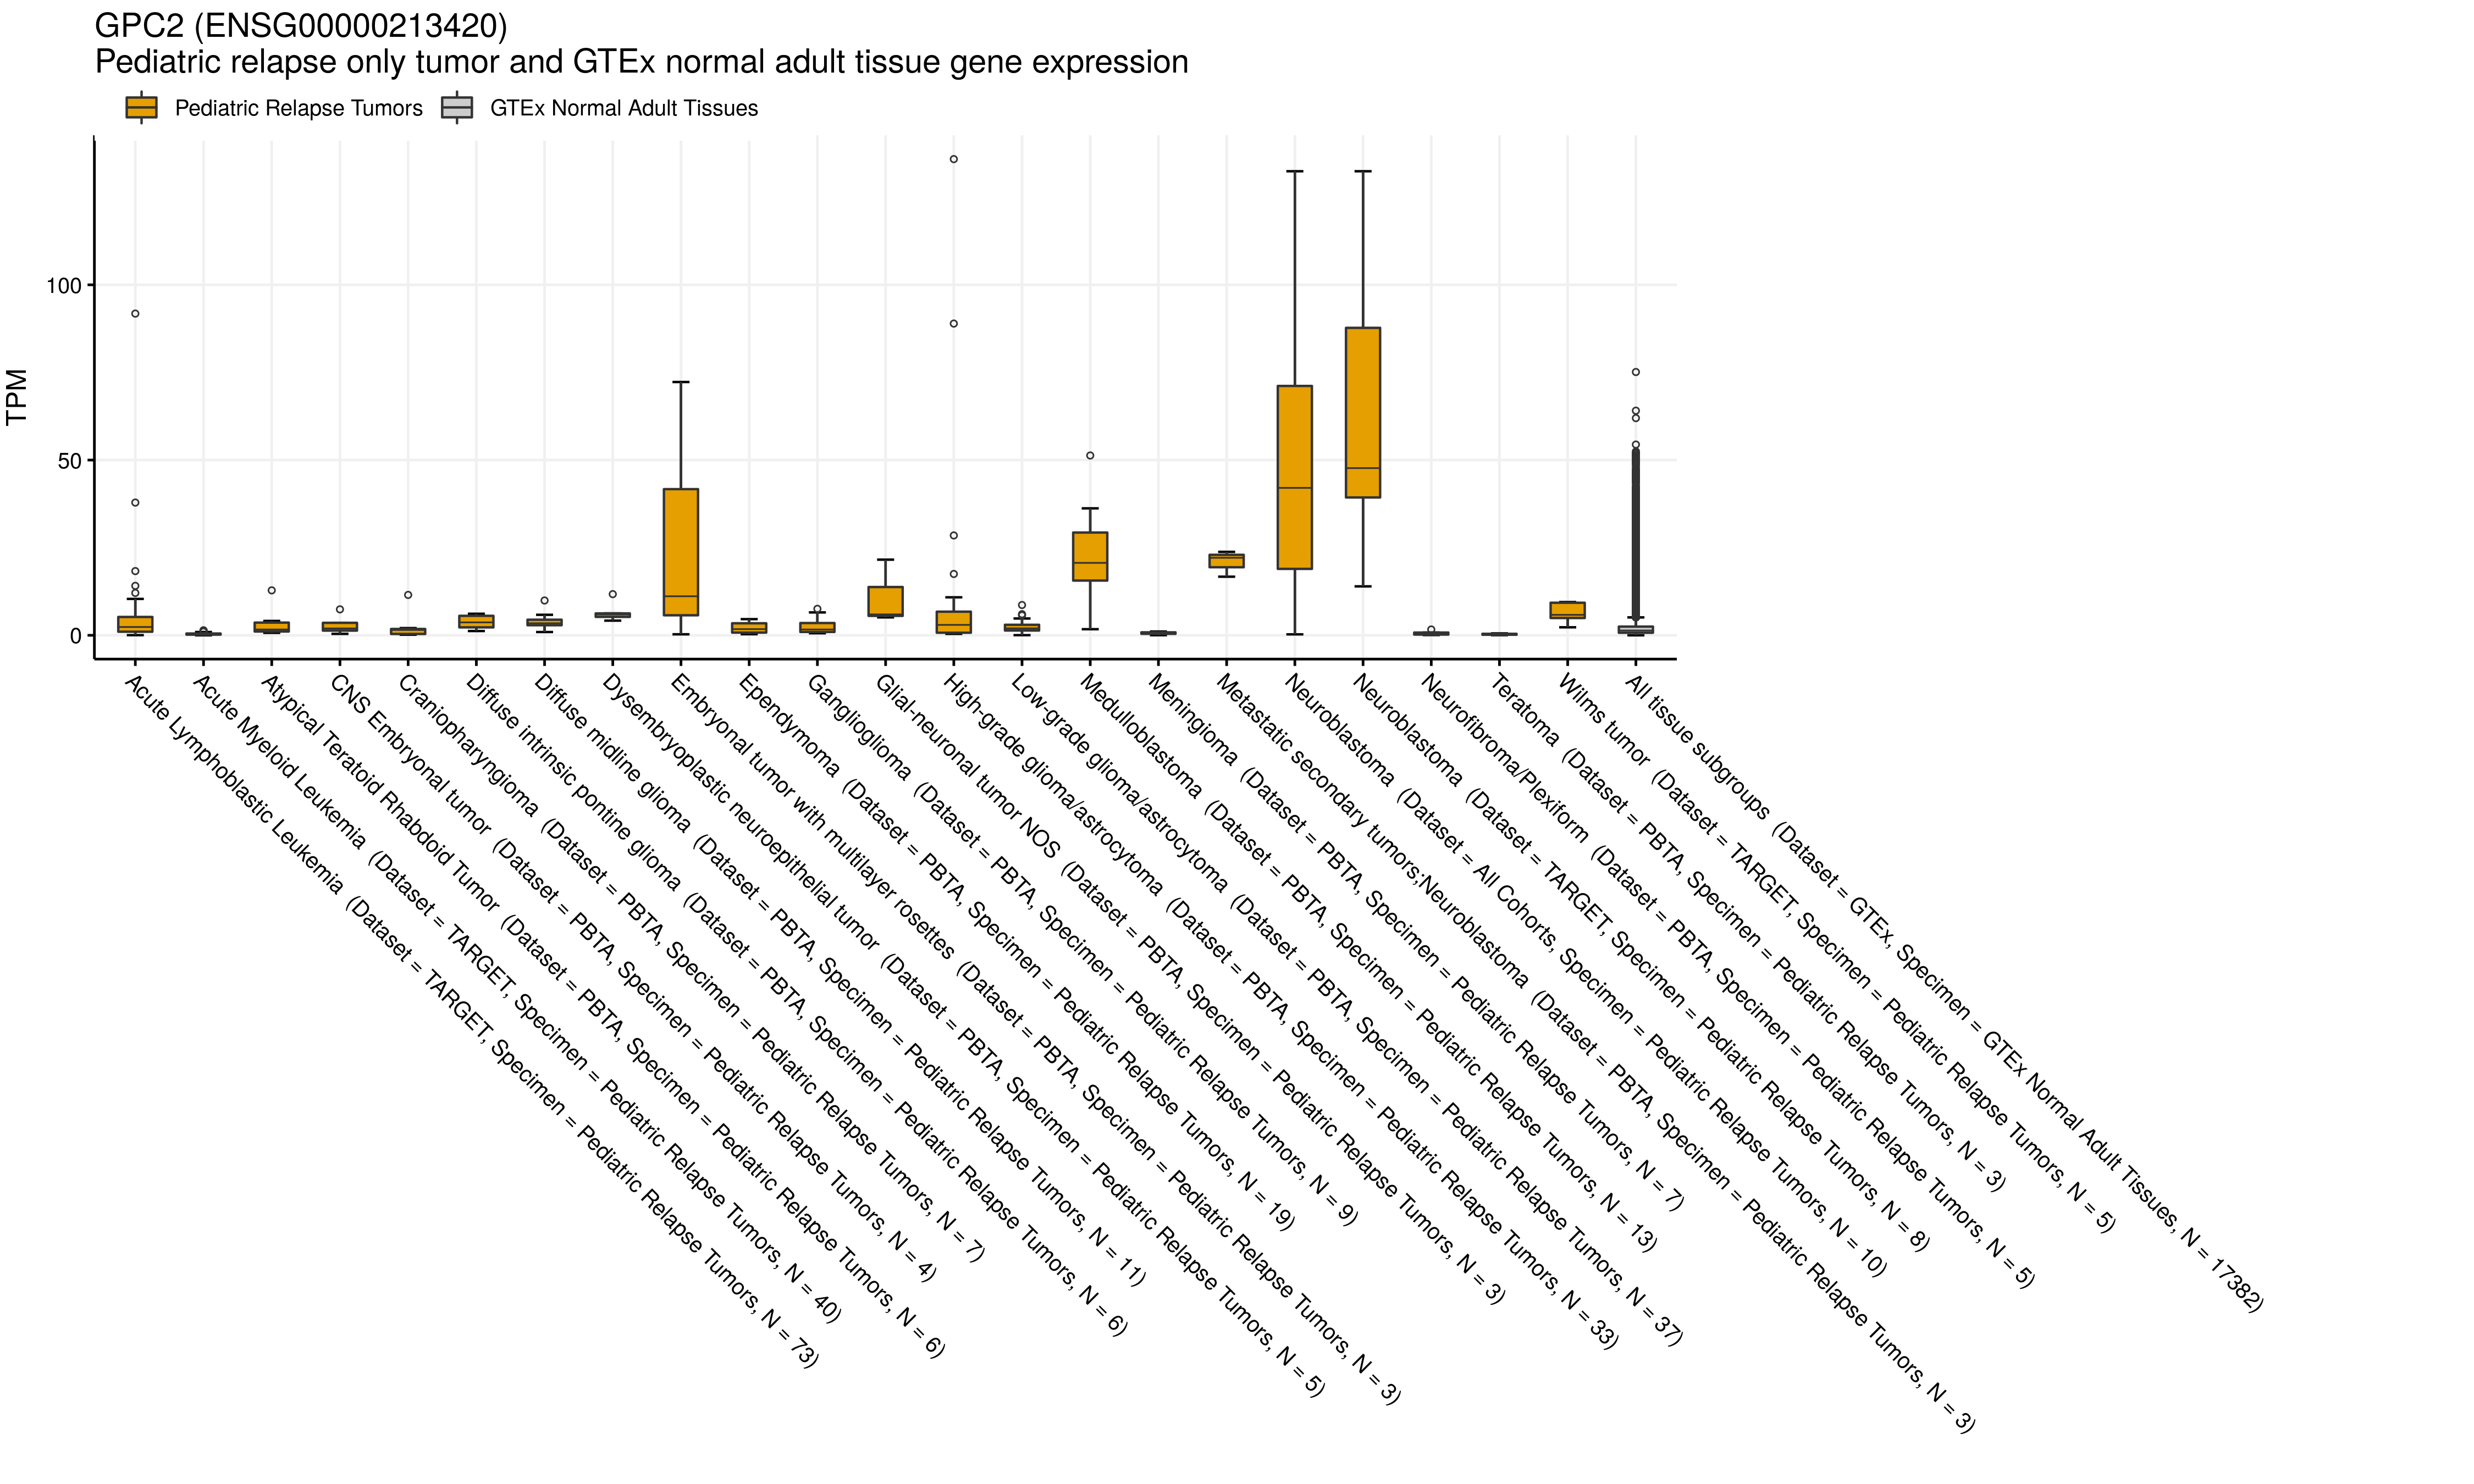 GPC2 (ENSG00000213420)
Pediatric relapse only tumor and GTEx normal adult tissue gene expression
Pediatric Relapse Tumors
GTEx Normal Adult Tissues
TPM
100
50
0
Acute Lymphoblastic Leukemia (Dataset = TARGET, Specimen = Pediatric Relapse Tumors, N = 73)
Acute Myeloid Leukemia (Dataset = TARGET, Specimen = Pediatric Relapse Tumors, N = 40)
Atypical Teratoid Rhabdoid Tumor (Dataset = PBTA, Specimen = Pediatric Relapse Tumors, N = 6)
CNS Embryonal tumor (Dataset = PBTA, Specimen = Pediatric Relapse Tumors, N = 4)
Craniopharyngioma (Dataset = PBTA, Specimen = Pediatric Relapse Tumors, N = 7)
Diffuse intrinsic pontine glioma (Dataset = PBTA, Specimen = Pediatric Relapse Tumors, N = 6)
Diffuse midline glioma (Dataset = PBTA, Specimen = Pediatric Relapse Tumors, N = 11)
Dysembryoplastic neuroepithelial tumor (Dataset = PBTA, Specimen = Pediatric Relapse Tumors, N = 5)
Embryonal tumor with multilayer rosettes (Dataset = PBTA, Specimen = Pediatric Relapse Tumors, N = 3)
Ependymoma (Dataset = PBTA, Specimen = Pediatric Relapse Tumors, N = 19)
Ganglioglioma (Dataset = PBTA, Specimen = Pediatric Relapse Tumors, N = 9)
Glial-neuronal tumor NOS (Dataset = PBTA, Specimen = Pediatric Relapse Tumors, N = 3)
High-grade glioma/astrocytoma (Dataset = PBTA, Specimen = Pediatric Relapse Tumors, N = 33)
Low-grade glioma/astrocytoma (Dataset = PBTA, Specimen = Pediatric Relapse Tumors, N = 37)
Medulloblastoma (Dataset = PBTA, Specimen = Pediatric Relapse Tumors, N = 13)
Meningioma (Dataset = PBTA, Specimen = Pediatric Relapse Tumors, N = 7)
Metastatic secondary tumors;Neuroblastoma (Dataset = PBTA, Specimen = Pediatric Relapse Tumors, N = 3)
Neuroblastoma (Dataset = All Cohorts, Specimen = Pediatric Relapse Tumors, N = 10)
Neuroblastoma (Dataset = TARGET, Specimen = Pediatric Relapse Tumors, N = 8)
Neurofibroma/Plexiform (Dataset = PBTA, Specimen = Pediatric Relapse Tumors, N = 5)
Teratoma (Dataset = PBTA, Specimen = Pediatric Relapse Tumors, N = 3)
Wilms tumor (Dataset = TARGET, Specimen = Pediatric Relapse Tumors, N = 5)
All tissue subgroups (Dataset = GTEx, Specimen = GTEx Normal Adult Tissues, N = 17382)